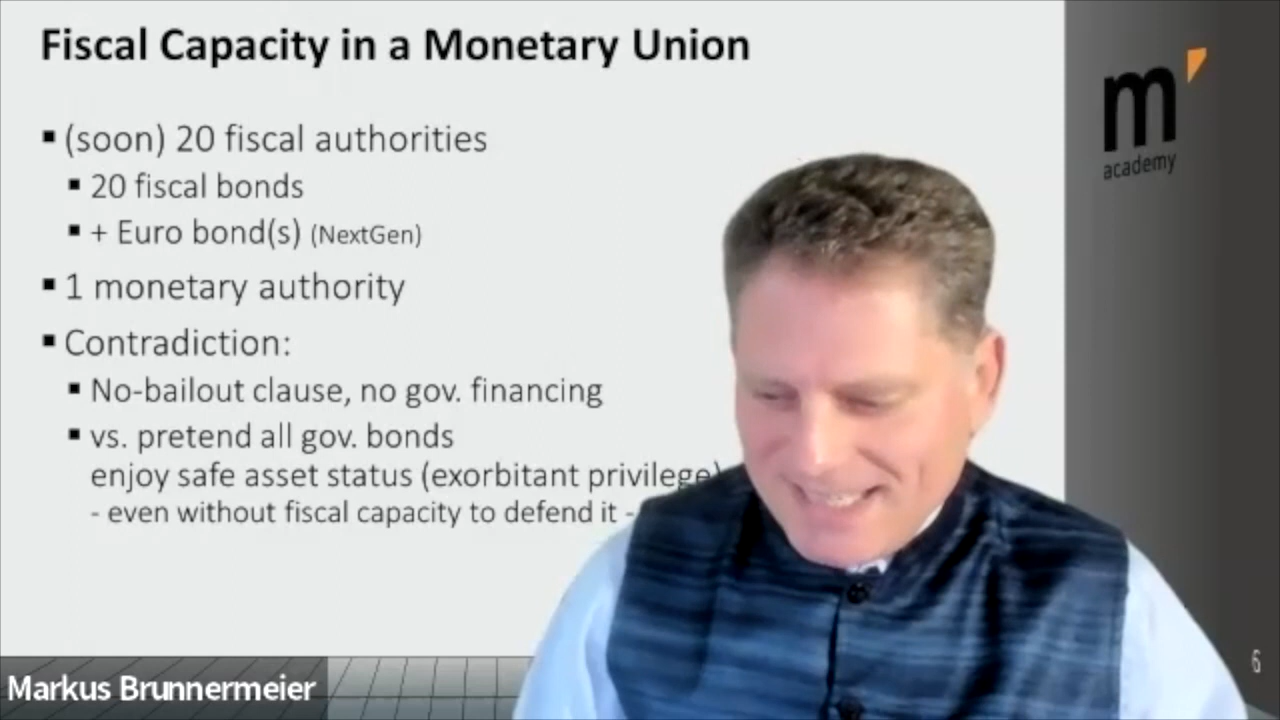 Fiscal Capacity in a Monetary Union
▪ (soon) 20 fiscal authorities
▪ 20 fiscal bonds
▪ + Euro bond(s) (NextGen)
▪ 1 monetary authority
▪ Contradiction:
▪ No-bailout clause, no gov. financing
▪ vs. pretend all gov. bonds
enjoy safe asset status (exorbitant privilege)
- even without fiscal capacity to defend it -
m'
academy
6
Markus Brunnermeier